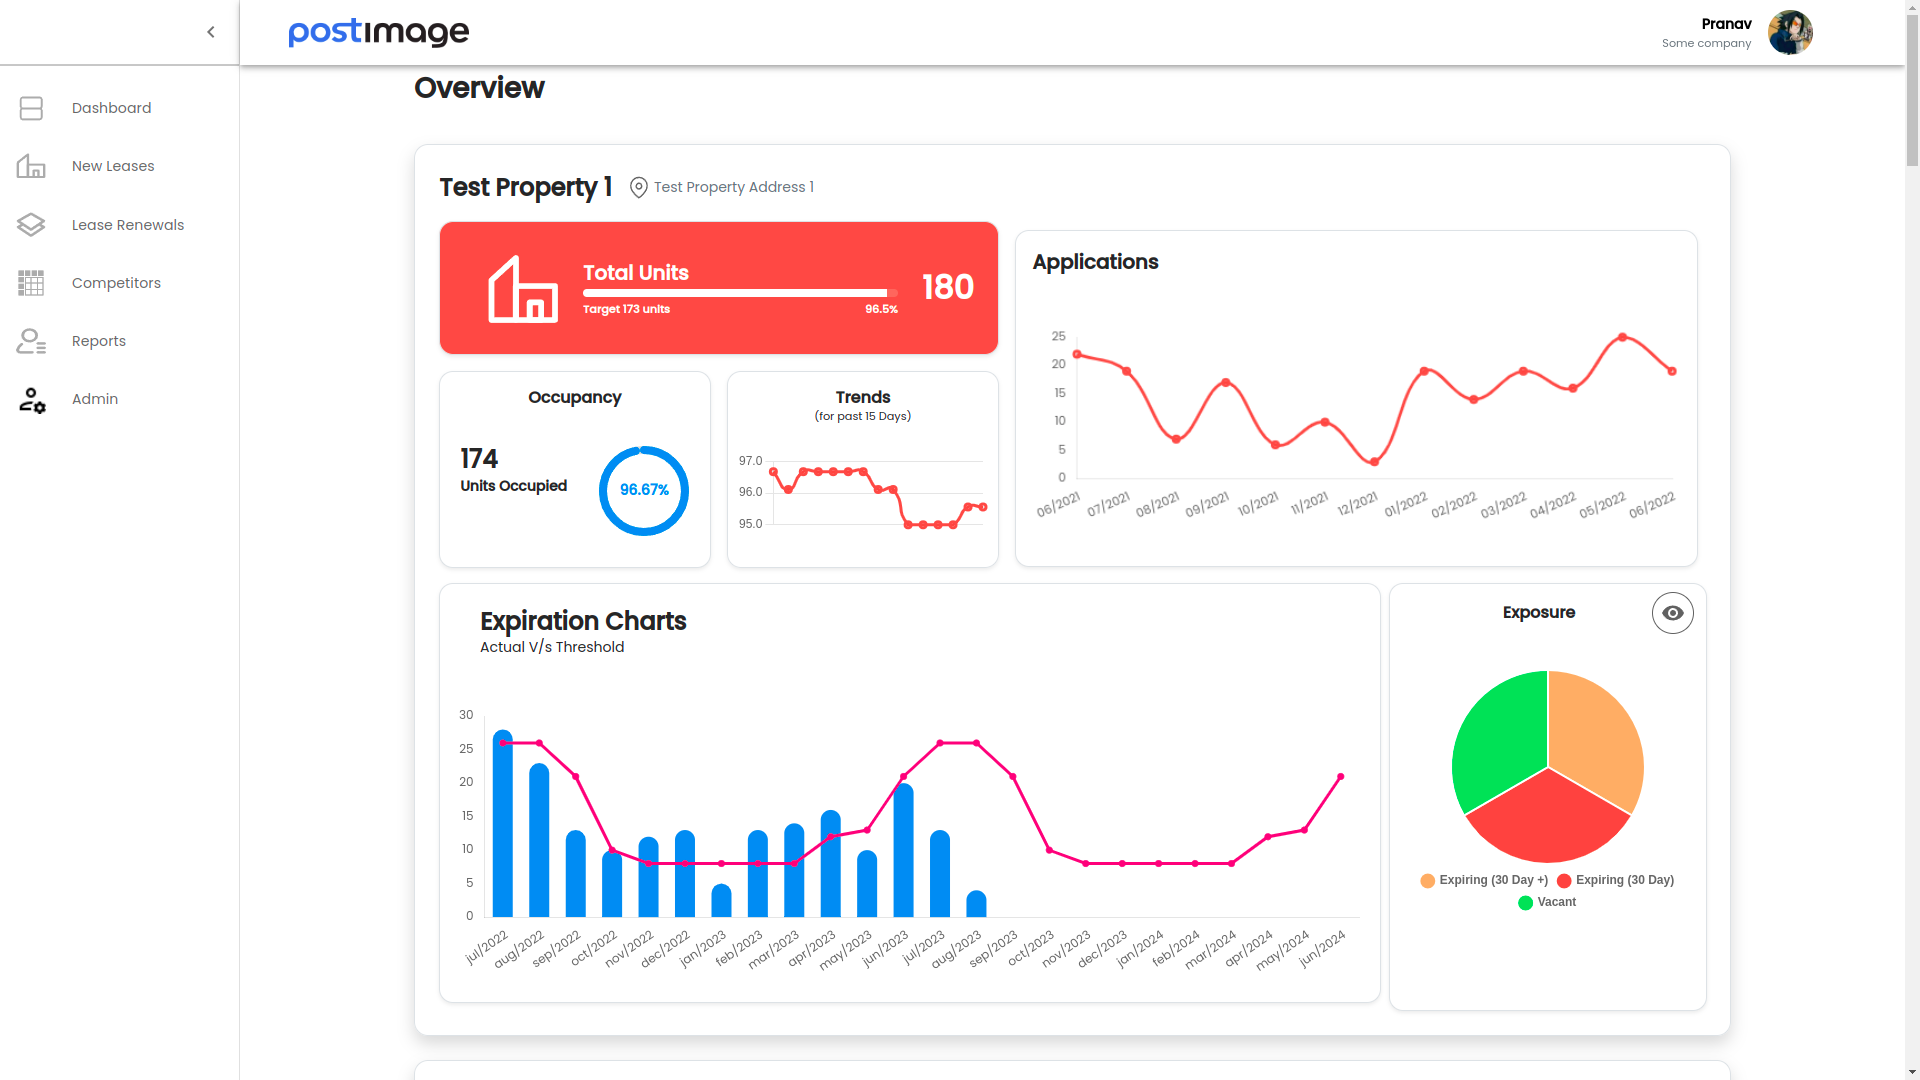 postimage
Pranav
Some company
Dashboard
New Leases
Lease Renewals
Competitors
Reports
Admin
Overview
Test Property 1
Test Property Address 1
Total Units
Target 173 units
96.5%
180
Occupancy
174
Units Occupied
96.67%
Trends
(for past 15 Days)
97.0
96.0
95.0
Applications
25
20
15
10
5
0
06/2021 07/2021 08/2021 09/2021 10/2021 11/2021 12/2021 01/2022 02/2022 03/2022 04/2022 05/2022 06/2022
Expiration Charts
Actual V/s Threshold
30
25
20
15
10
5
0
jul/2022 aug/2022 sep/2022 oct/2022 nov/2022 dec/2022 jan/2023 feb/2023 mar/2023 apr/2023 may/2023 jun/2023 jul/2023 aug/2023 sep/2023 oct/2023 nov/2023 dec/2023 jan/2024 feb/2024 mar/2024 apr/2024 may/2024 jun/2024
Exposure
Expiring (30 Day +) Expiring (30 Day)
Vacant